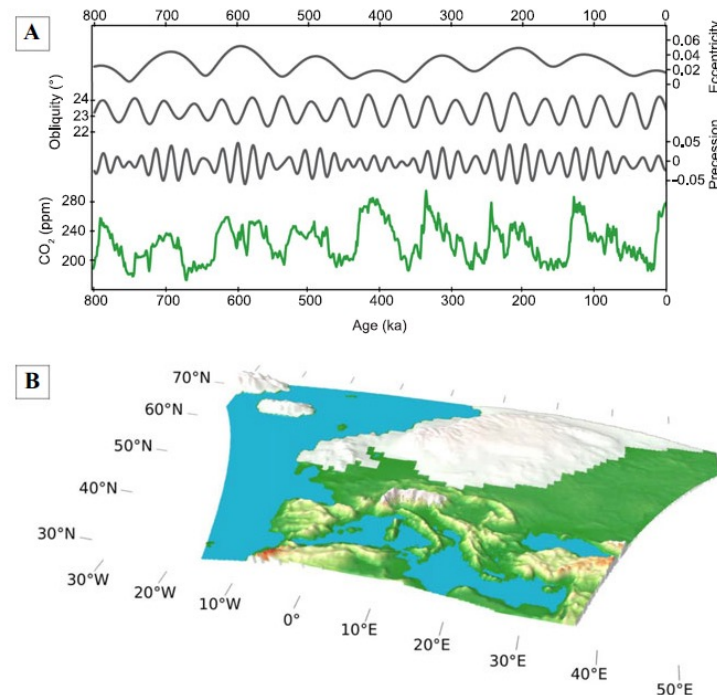 A
800 700 600 500 400 300 200 100 0
0.06
0.04
0.02
0
Eccentricity
Obliquity (°)
24
23
22
0.05
0
−0.05
Precession
CO2 (ppm)
280
240
200
800 700 600 500 400 300 200 100 0
Age (ka)
B
70°N
60°N
50°N
40°N
30°N
30°W
20°W
10°W
0°
10°E
20°E
30°E
40°E
50°E